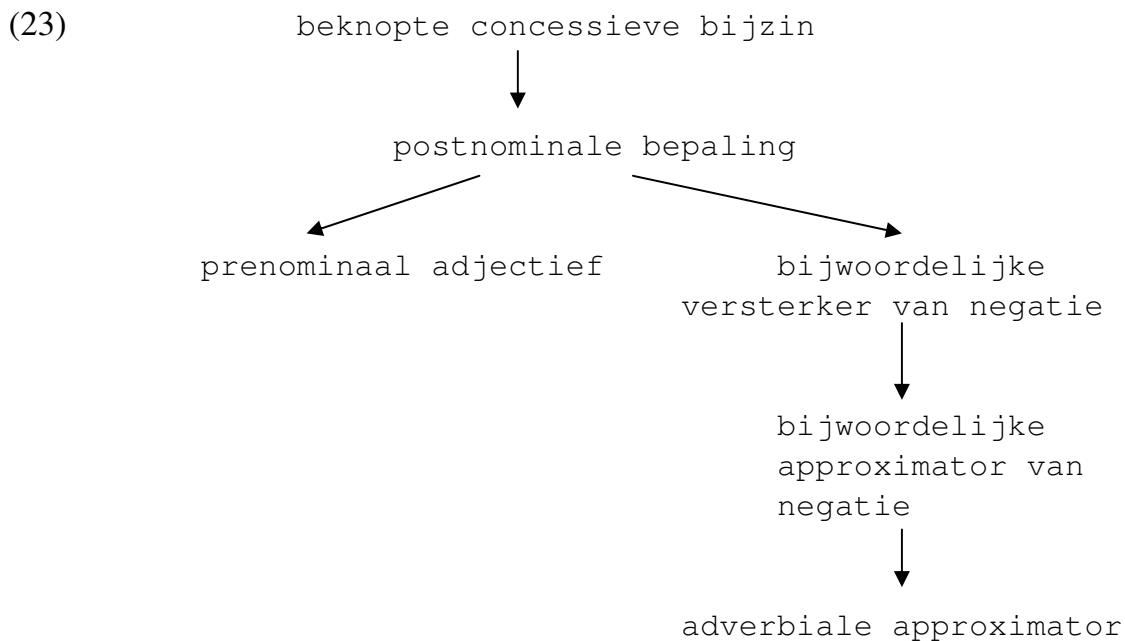 (23) beknopte concessieve bijzin
postnominale bepaling
prenominaal adjectief
bijwoordelijke
versterker van negatie
bijwoordelijke
approximator van
negatie
adverbiale approximator